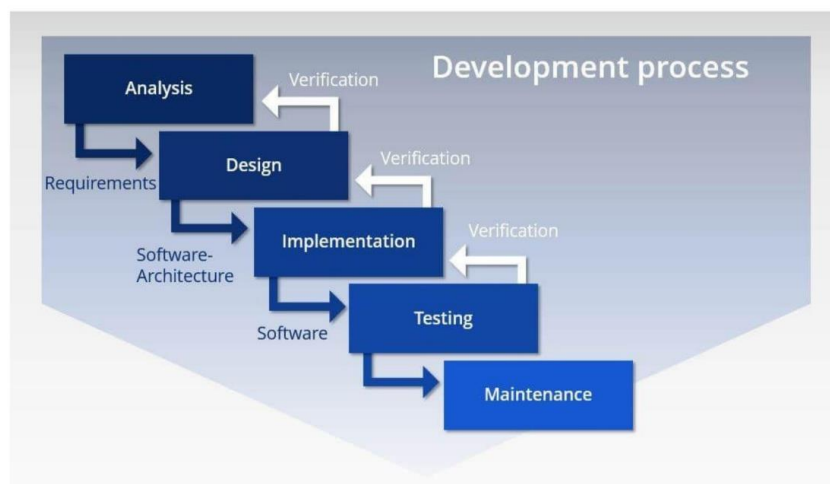 Development process
Analysis
Verification
Requirements
Design
Verification
Software-
Architecture
Implementation
Verification
Software
Testing
Maintenance